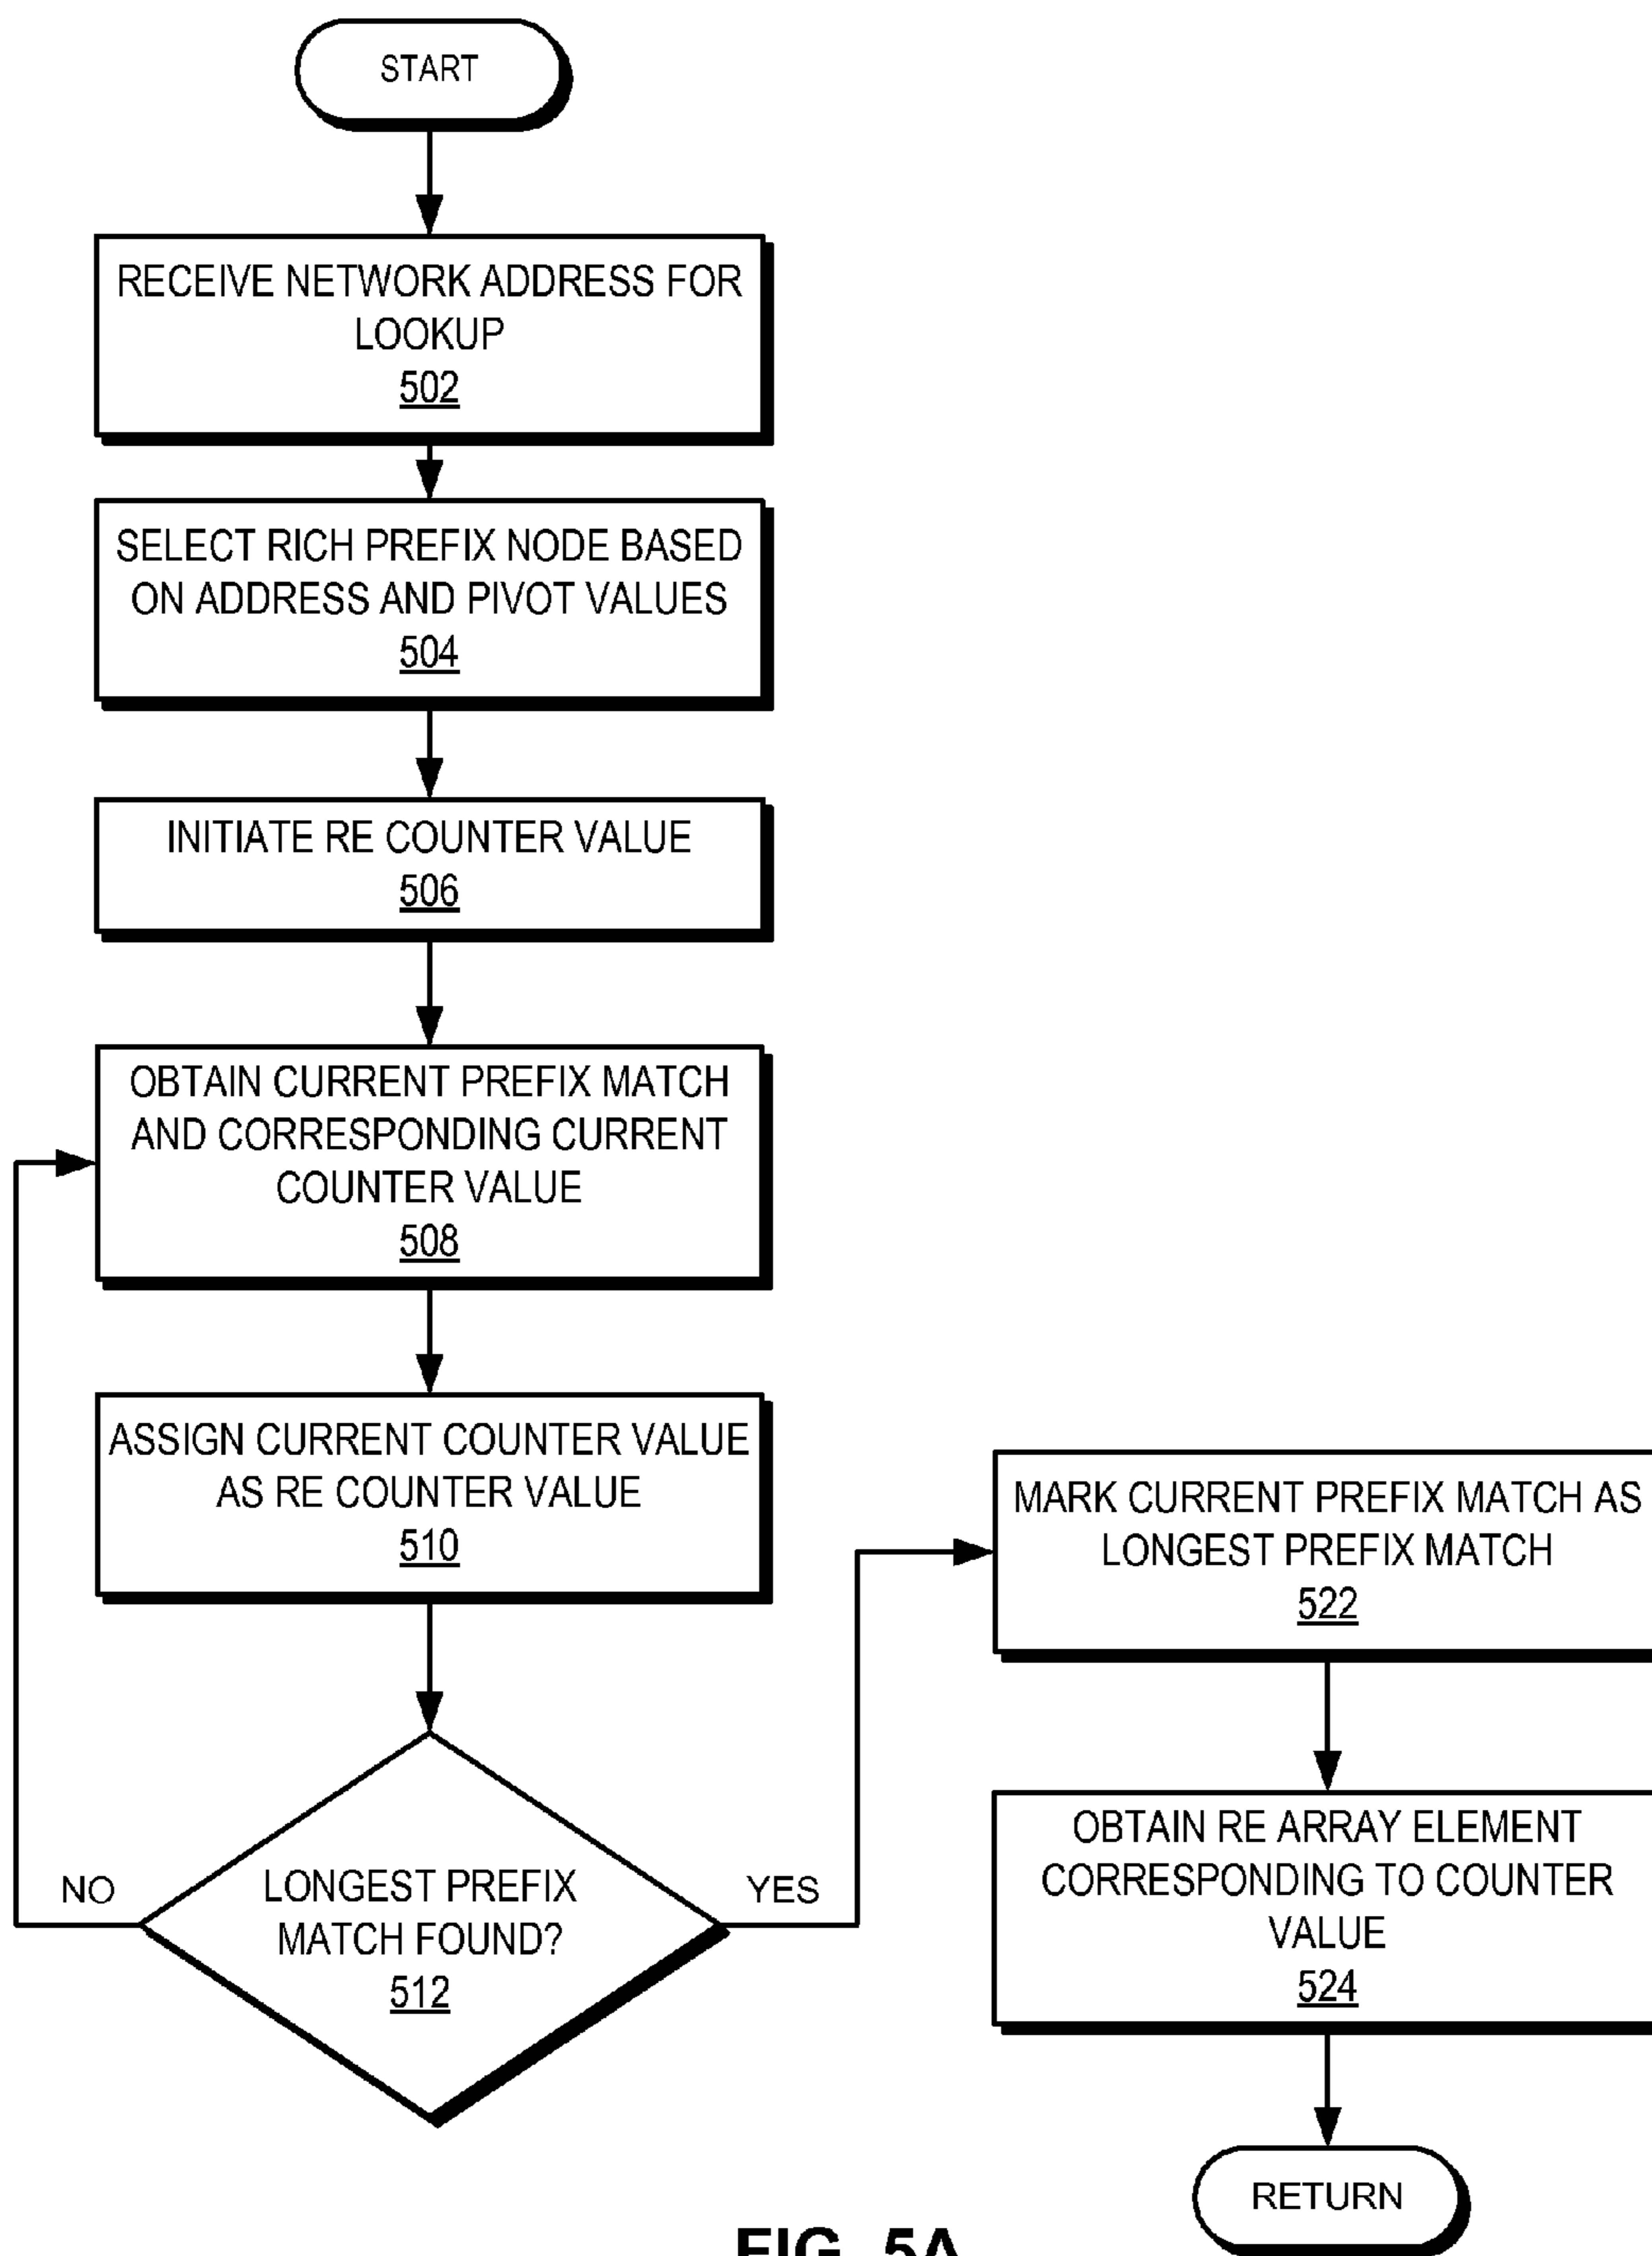 START
RECEIVE NETWORK ADDRESS FOR
LOOKUP
502
SELECT RICH PREFIX NODE BASED
ON ADDRESS AND PIVOT VALUES
504
INITIATE RE COUNTER VALUE
506
OBTAIN CURRENT PREFIX MATCH
AND CORRESPONDING CURRENT
COUNTER VALUE
508
ASSIGN CURRENT COUNTER VALUE
AS RE COUNTER VALUE
510
NO
LONGEST PREFIX
MATCH FOUND?
512
YES
MARK CURRENT PREFIX MATCH AS
LONGEST PREFIX MATCH
522
OBTAIN RE ARRAY ELEMENT
CORRESPONDING TO COUNTER
VALUE
524
RETURN
FIG. 5A